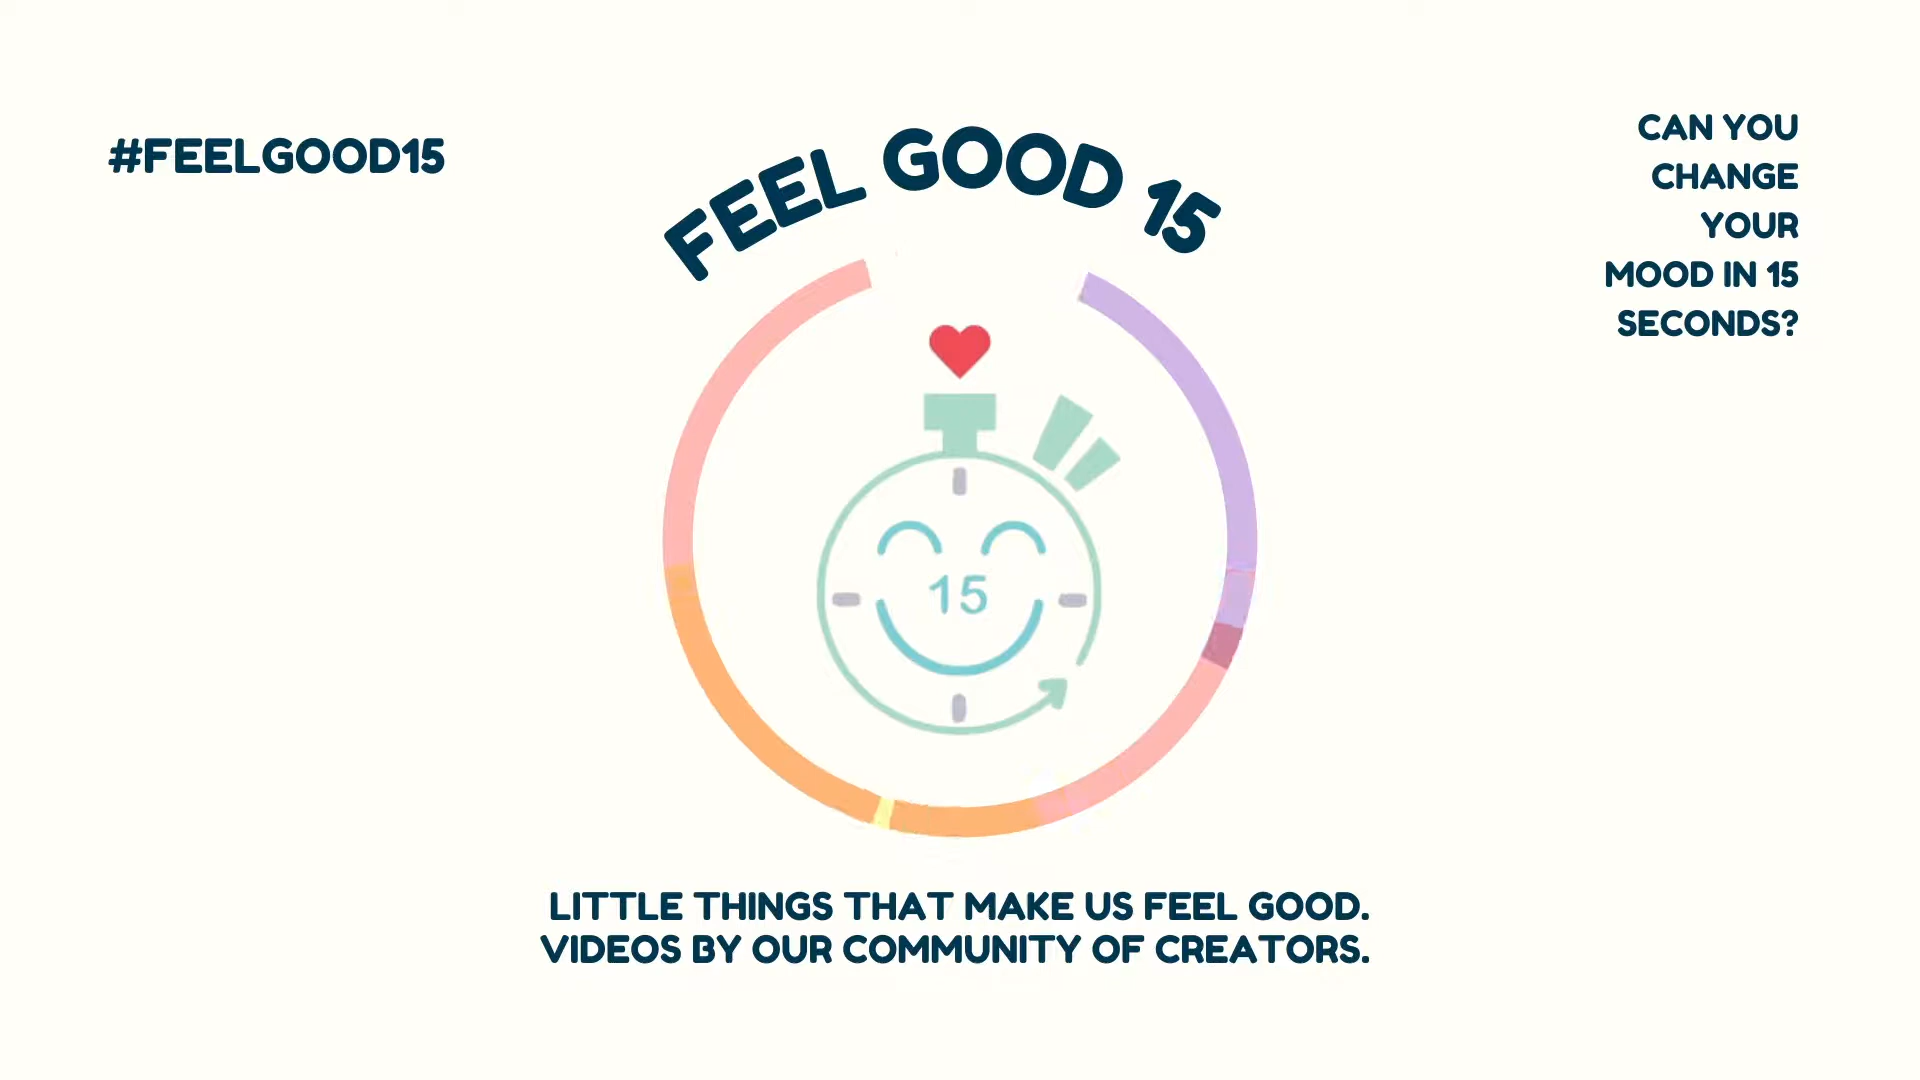 #FEELGOOD15
FEEL GOOD 15
CAN YOU
CHANGE
YOUR
MOOD IN 15
SECONDS?
15
LITTLE THINGS THAT MAKE US FEEL GOOD.
VIDEOS BY OUR COMMUNITY OF CREATORS.